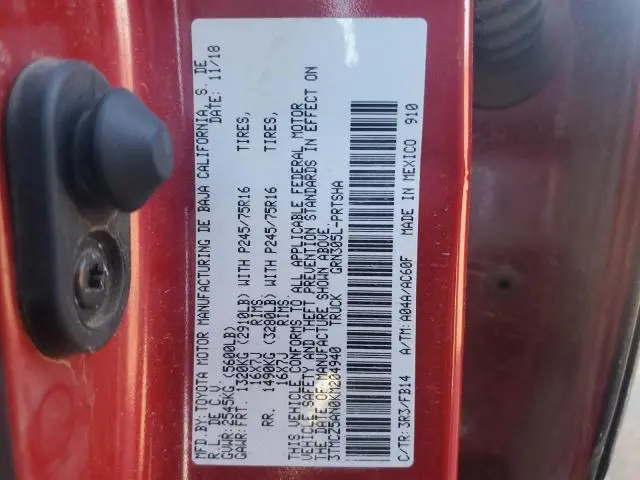 MFD.BY:TOYOTA MOTOR MANUFACTURING DE BAJA CALIFORNIA, S. DE
R.L. DE C.V. DATE: 11/18
GVWR: 2545KG (5600LB)
GAWR: FRT. 1320KG (2910LB) WITH P245/75R16 TIRES,
16X7J RIMS,
RR. 1490KG (3280LB) WITH P245/75R16 TIRES,
16X7J RIMS,
THIS VEHICLE CONFORMS TO ALL APPLICABLE FEDERAL MOTOR
VEHICLE SAFETY AND THEFT PREVENTION STANDARDS IN EFFECT ON
THE DATE OF MANUFACTURE SHOWN ABOVE.
3TMCZ5AN0KM204940 TRUCK GRN305L-PRTSHA
C/TR: 3R3/FB14 A/TM: A04A/AC60F MADE IN MEXICO 910